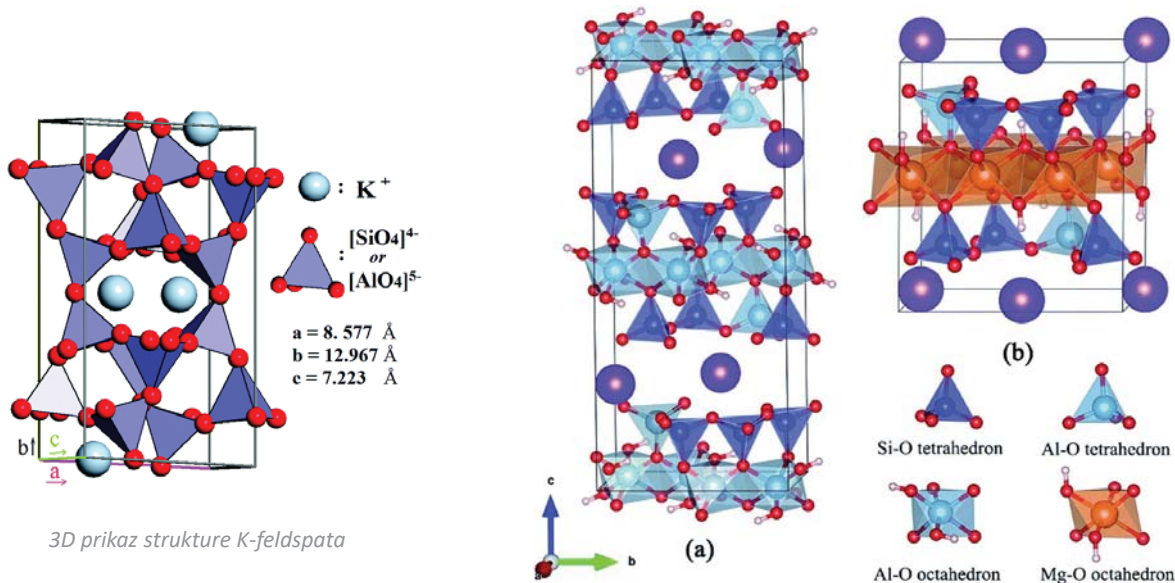 : K⁺
[SiO4]⁴⁻
: or
[AlO4]⁵⁻
a = 8. 577 Å
b = 12.967 Å
c = 7.223 Å
b
c
a
3D prikaz strukture K-feldspata
c
a
b
(a)
(b)
Si-O tetrahedron
Al-O tetrahedron
Al-O octahedron
Mg-O octahedron